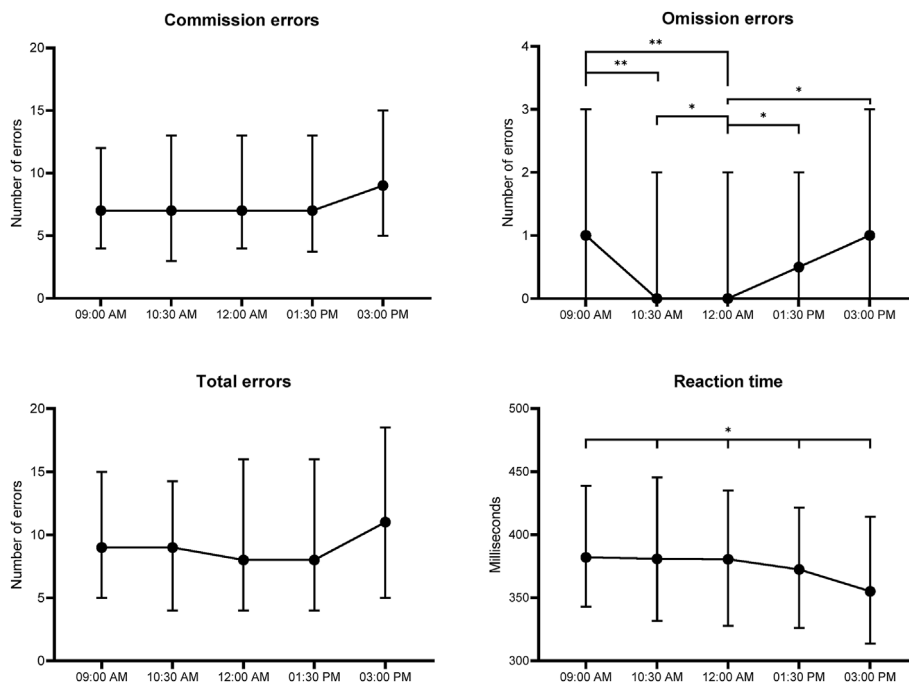 Commission errors
Number of errors
20
15
10
5
0
09:00 AM 10:30 AM 12:00 AM 01:30 PM 03:00 PM
Omission errors
Number of errors
4
3
2
1
0
**
**
*
*
*
09:00 AM 10:30 AM 12:00 AM 01:30 PM 03:00 PM
Total errors
Number of errors
20
15
10
5
0
09:00 AM 10:30 AM 12:00 AM 01:30 PM 03:00 PM
Reaction time
Milliseconds
500
450
400
350
300
*
09:00 AM 10:30 AM 12:00 AM 01:30 PM 03:00 PM